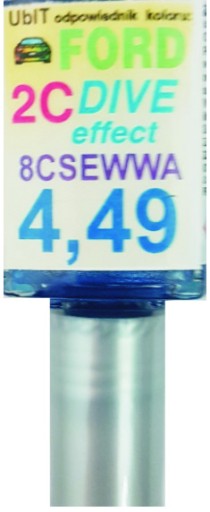 UbIT odpowiednik koloru:
FORD
2C DIVE
effect
8CSEWWA
4,49